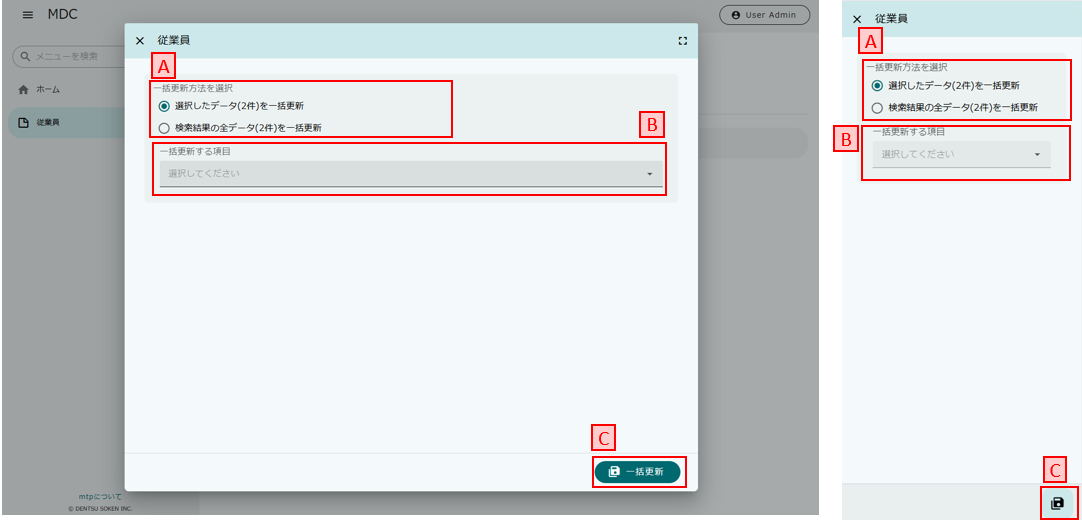 MDC
User Admin
メニューを検索
ホーム
従業員
従業員
A
一括更新方法を選択
選択したデータ(2件)を一括更新
検索結果の全データ(2件)を一括更新
B
一括更新する項目
選択してください
C
一括更新
mtpについて
© DENTSU SOKEN INC.
従業員
A
一括更新方法を選択
選択したデータ(2件)を一括更新
検索結果の全データ(2件)を一括更新
B
一括更新する項目
選択してください
C